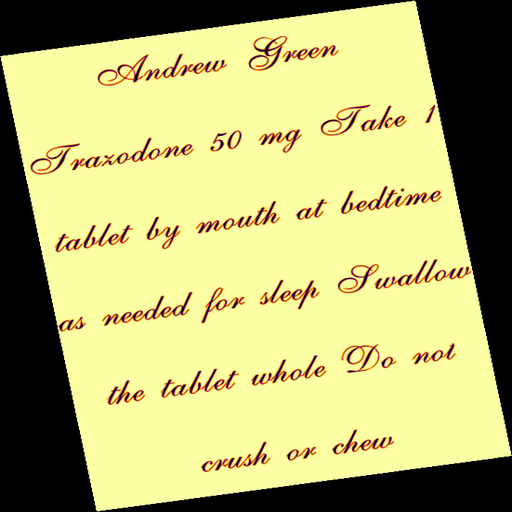 Andrew Green
Trazodone 50 mg Take 1
tablet by mouth at bedtime
as needed for sleep Swallow
the tablet whole Do not
crush or chew